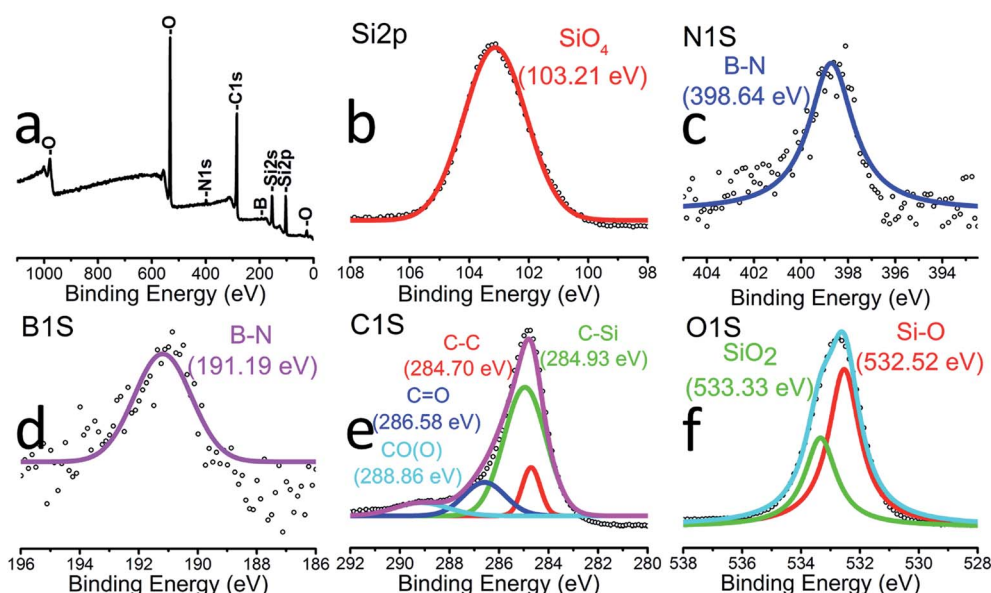 a
O
O
N1s
C1s
B
Si2s
Si2p
O
1000 800 600 400 200 0
Binding Energy (eV)
Si2p
SiO4
(103.21 eV)
b
108 106 104 102 100 98
Binding Energy (eV)
N1S
B-N
(398.64 eV)
c
404 402 400 398 396 394
Binding Energy (eV)
B1S
B-N
(191.19 eV)
d
196 194 192 190 188 186
Binding Energy (eV)
C1S
C-C
(284.70 eV)
C-Si
(284.93 eV)
C=O
(286.58 eV)
CO(O)
(288.86 eV)
e
292 290 288 286 284 282 280
Binding Energy (eV)
O1S
Si-O
(532.52 eV)
SiO2
(533.33 eV)
f
538 536 534 532 530 528
Binding Energy (eV)